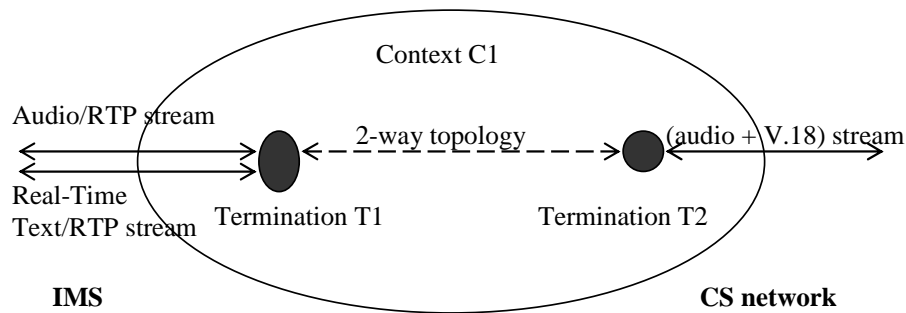 Context C1
Audio/RTP stream
2-way topology
(audio + V.18) stream
Real-Time
Text/RTP stream
Termination T1
Termination T2
IMS
CS network